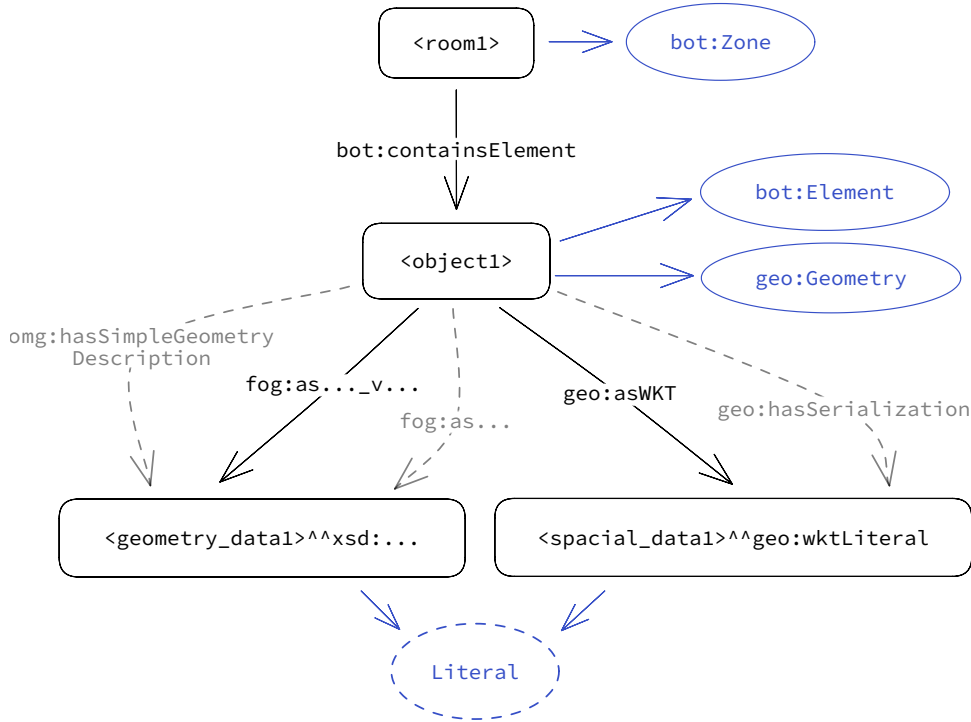 <room1>
bot:Zone
bot:containsElement
bot:Element
<object1>
geo:Geometry
omg:hasSimpleGeometry
Description
fog:as..._v...
geo:asWKT
fog:as...
geo:hasSerialization
<geometry_data1>^^xsd:...
<spacial_data1>^^geo:wktLiteral
Literal